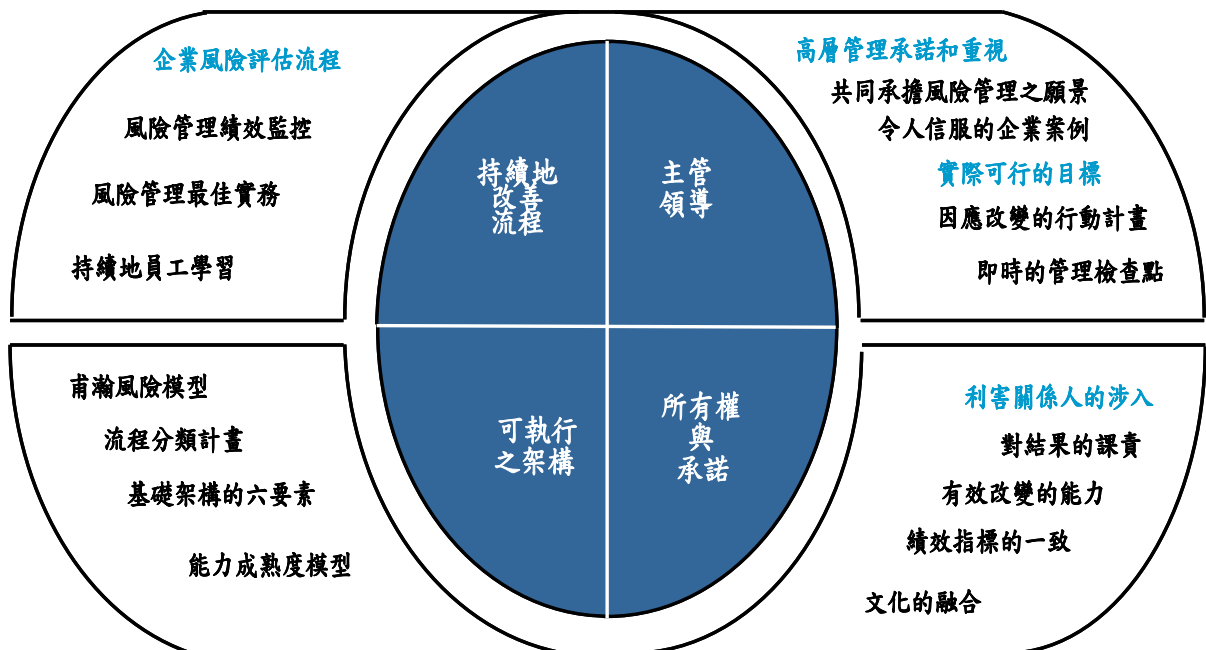 企業風險評估流程
風險管理績效監控
風險管理最佳實務
持續地員工學習
持續地
改善
流程
主管
領導
高層管理承諾和重視
共同承擔風險管理之願景
令人信服的企業案例
實際可行的目標
因應改變的行動計畫
即時的管理檢查點
甫瀚風險模型
流程分類計畫
基礎架構的六要素
能力成熟度模型
可執行
之架構
所有權
與
承諾
利害關係人的涉入
對結果的課責
有效改變的能力
績效指標的一致
文化的融合